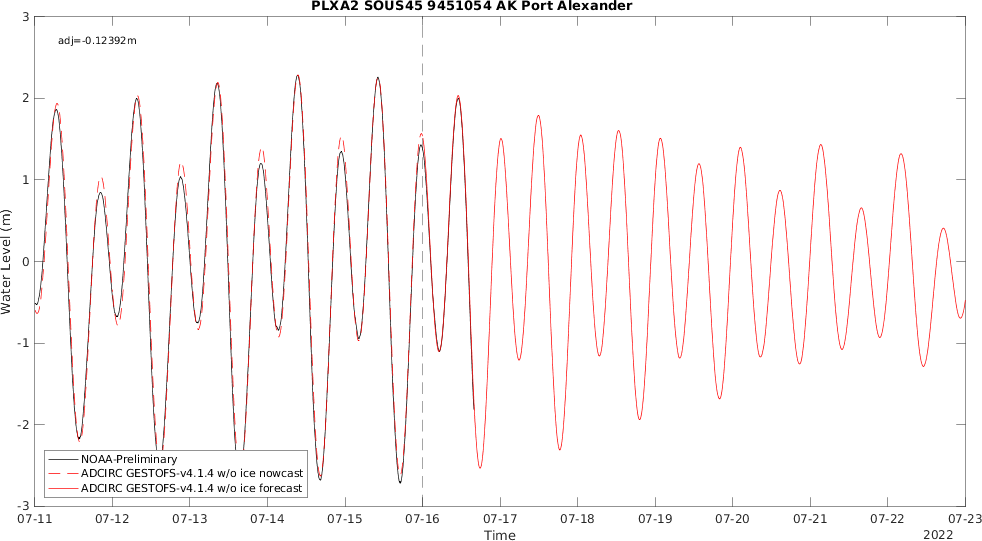 PLXA2 SOUS45 9451054 AK Port Alexander
adj=-0.12392m
Water Level (m)
3
2
1
0
-1
-2
-3
NOAA-Preliminary
ADCIRC GESTOFS-v4.1.4 w/o ice nowcast
ADCIRC GESTOFS-v4.1.4 w/o ice forecast
07-11 07-12 07-13 07-14 07-15 07-16 07-17 07-18 07-19 07-20 07-21 07-22 07-23
Time
2022